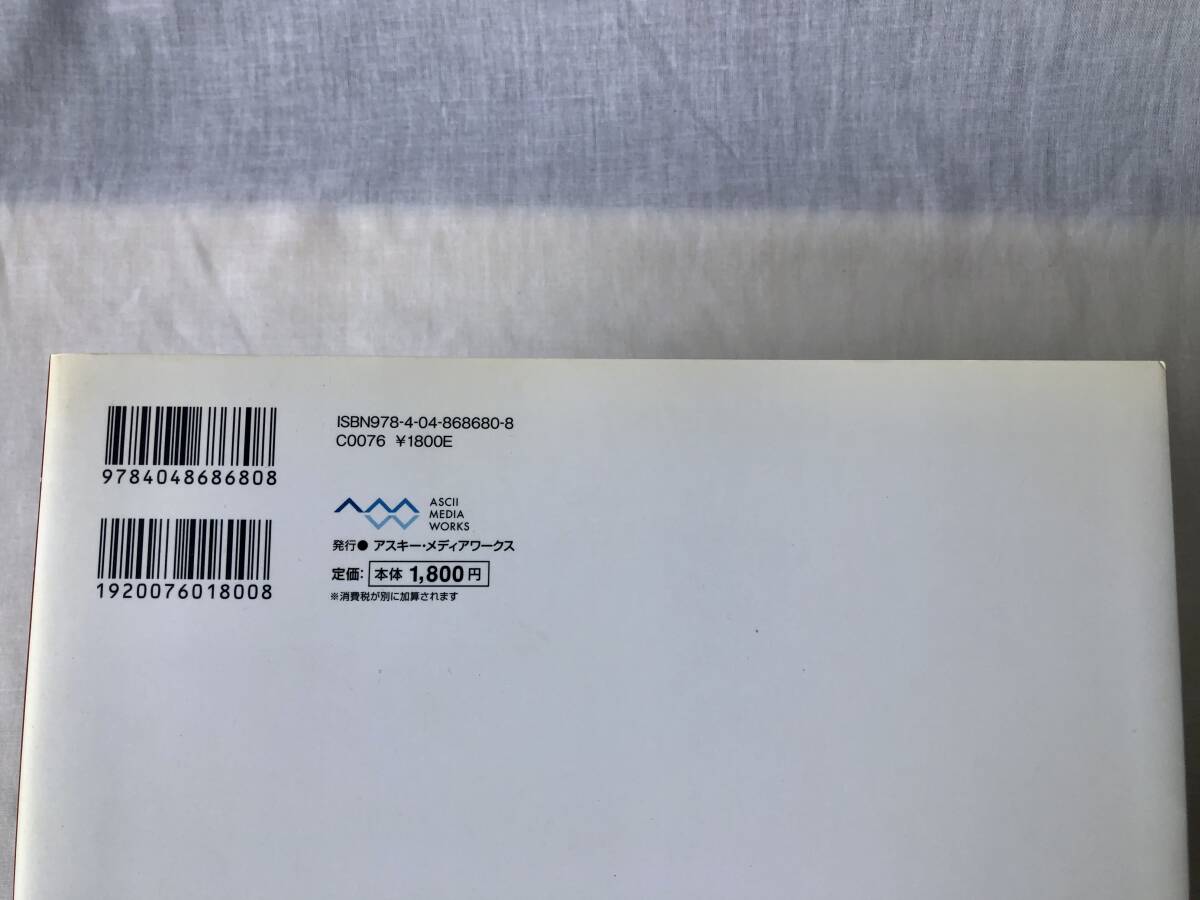 9784048686808
1920076018008
ISBN978-4-04-868680-8
C0076 ¥1800E
ASCII
MEDIA
WORKS
発行●アスキー・メディアワークス
定価:本体1,800円
※消費税が別に加算されます